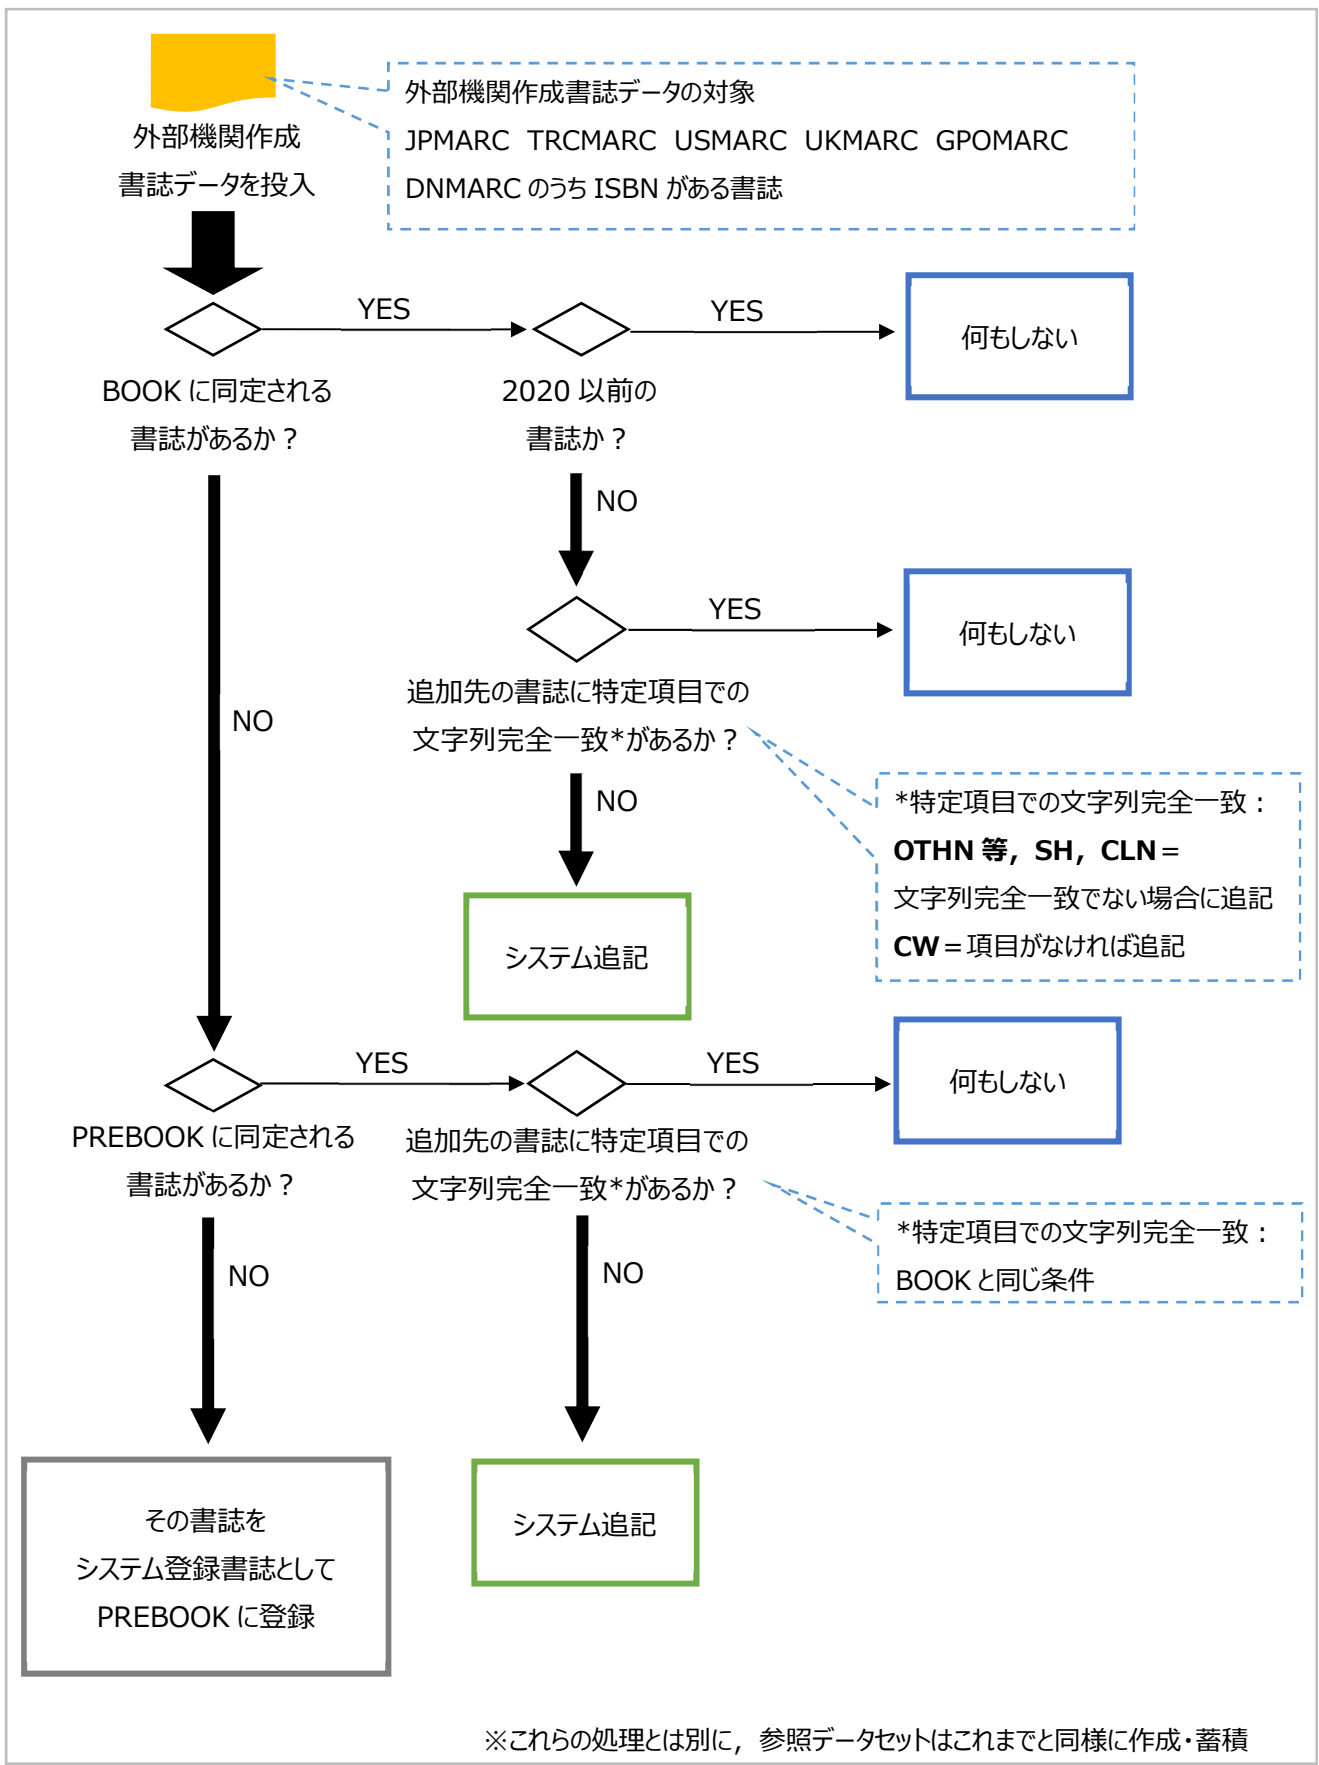 外部機関作成
書誌データを投入
外部機関作成書誌データの対象
JPMARC TRCMARC USMARC UKMARC GPOMARC
DNMARC のうち ISBN がある書誌
YES
YES
何もしない
BOOK に同定される
書誌があるか？
2020 以前の
書誌か？
NO
YES
何もしない
追加先の書誌に特定項目での
文字列完全一致*があるか？
NO
NO
*特定項目での文字列完全一致：
OTHN 等，SH，CLN＝
文字列完全一致でない場合に追記
CW＝項目がなければ追記
システム追記
YES
YES
何もしない
PREBOOK に同定される
書誌があるか？
追加先の書誌に特定項目での
文字列完全一致*があるか？
*特定項目での文字列完全一致：
BOOK と同じ条件
NO
NO
その書誌を
システム登録書誌として
PREBOOK に登録
システム追記
※これらの処理とは別に，参照データセットはこれまでと同様に作成・蓄積